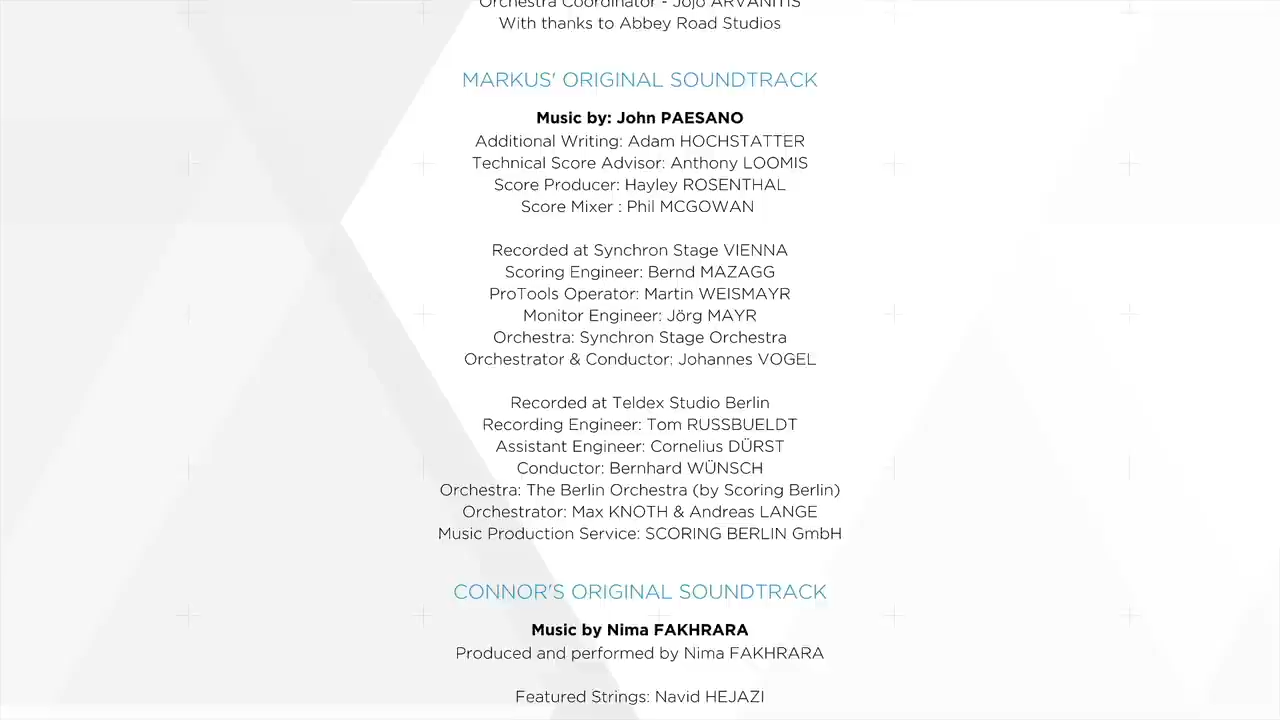 Orchestra Coordinator - Jojo ARVANITIS
With thanks to Abbey Road Studios
MARKUS' ORIGINAL SOUNDTRACK
Music by: John PAESANO
Additional Writing: Adam HOCHSTATTER
Technical Score Advisor: Anthony LOOMIS
Score Producer: Hayley ROSENTHAL
Score Mixer : Phil MCGOWAN
Recorded at Synchron Stage VIENNA
Scoring Engineer: Bernd MAZAGG
ProTools Operator: Martin WEISMAYR
Monitor Engineer: Jörg MAYR
Orchestra: Synchron Stage Orchestra
Orchestrator & Conductor: Johannes VOGEL
Recorded at Teldex Studio Berlin
Recording Engineer: Tom RUSSBUELDT
Assistant Engineer: Cornelius DÜRST
Conductor: Bernhard WÜNSCH
Orchestra: The Berlin Orchestra (by Scoring Berlin)
Orchestrator: Max KNOTH & Andreas LANGE
Music Production Service: SCORING BERLIN GmbH
CONNOR'S ORIGINAL SOUNDTRACK
Music by Nima FAKHRARA
Produced and performed by Nima FAKHRARA
Featured Strings: Navid HEJAZI